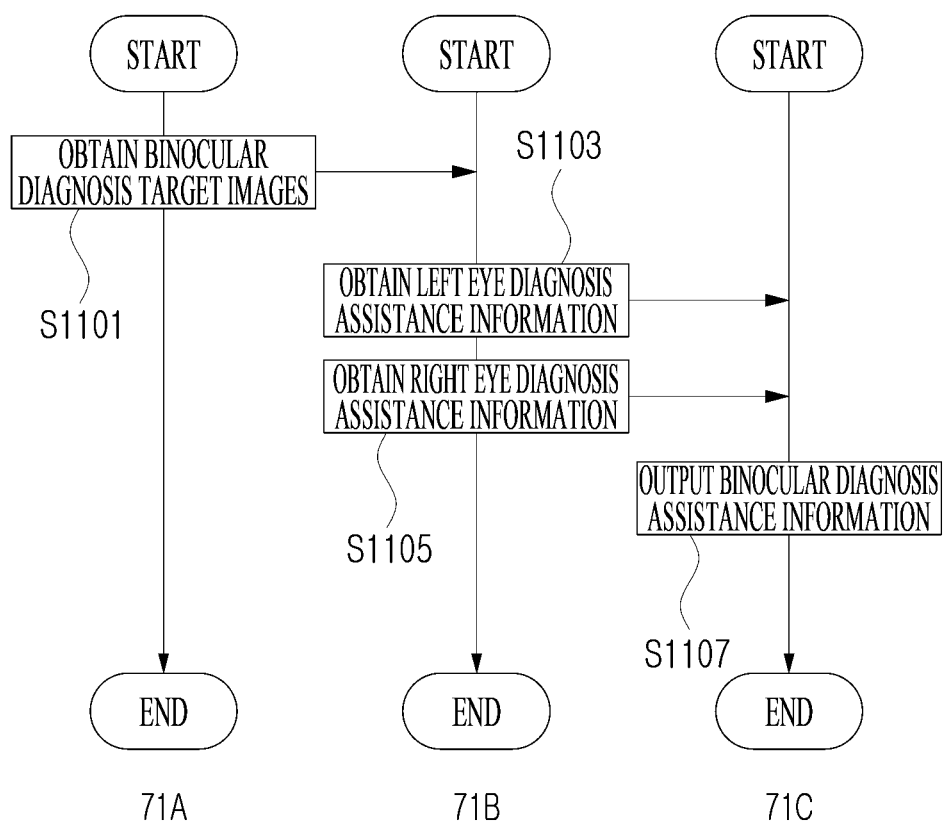 START
START
START
S1103
OBTAIN BINOCULAR
DIAGNOSIS TARGET IMAGES
S1101
OBTAIN LEFT EYE DIAGNOSIS
ASSISTANCE INFORMATION
OBTAIN RIGHT EYE DIAGNOSIS
ASSISTANCE INFORMATION
S1105
OUTPUT BINOCULAR DIAGNOSIS
ASSISTANCE INFORMATION
S1107
END
END
END
71A
71B
71C